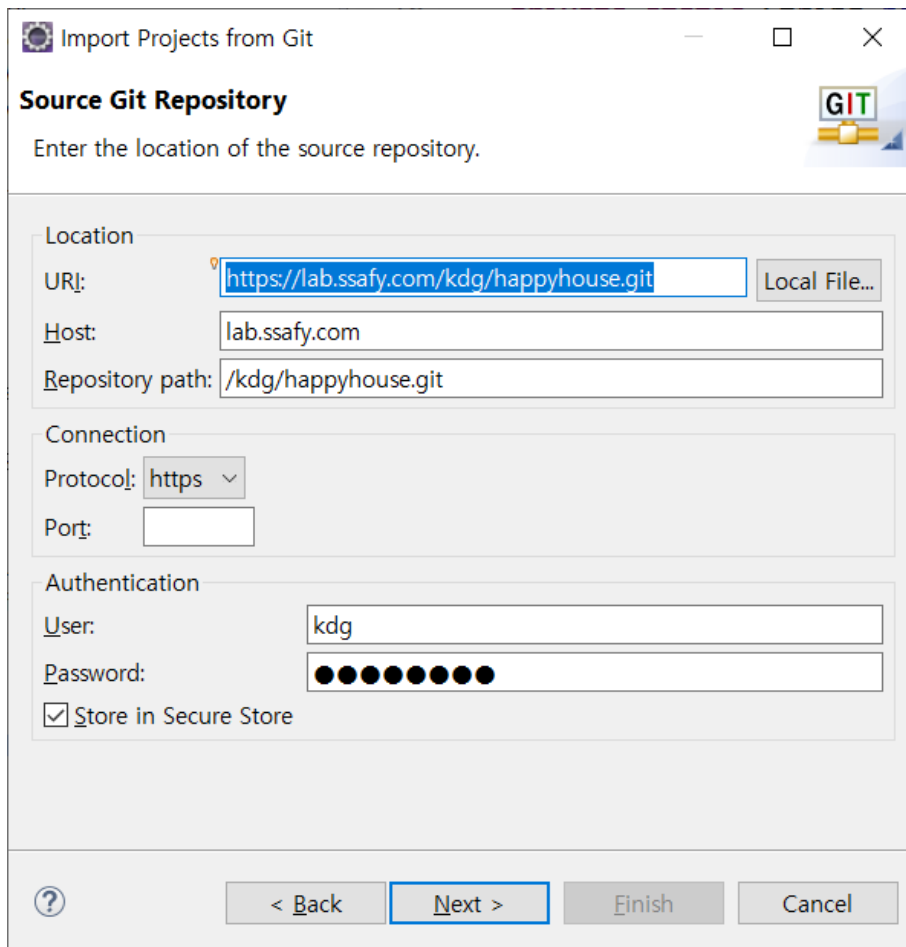 Import Projects from Git
Source Git Repository
GIT
Enter the location of the source repository.
Location
URI: https://lab.ssafy.com/kdg/happyhouse.git Local File...
Host: lab.ssafy.com
Repository path: /kdg/happyhouse.git
Connection
Protocol: https
Port:
Authentication
User: kdg
Password: ●●●●●●●●
Store in Secure Store
? < Back Next > Finish Cancel